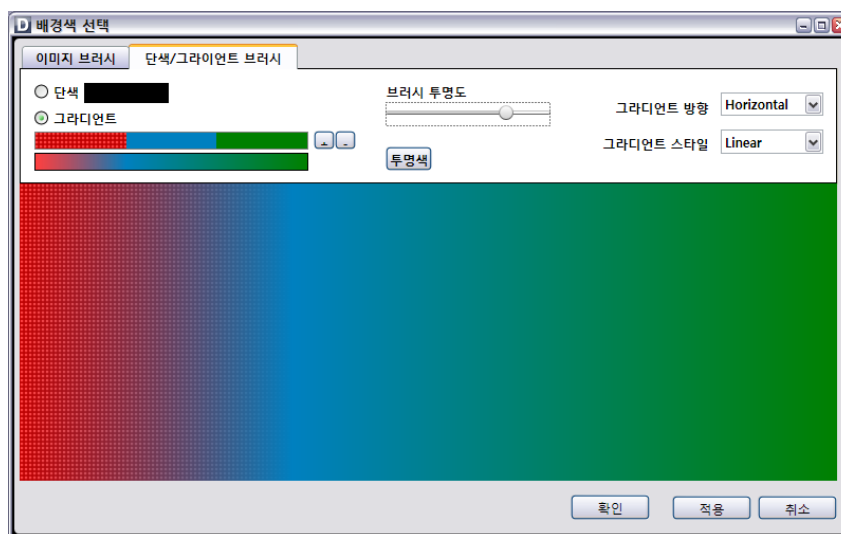 D 배경색 선택
이미지 브러시 단색/그라이언트 브러시
단색
그라디언트
+ -
브러시 투명도
투명색
그라디언트 방향 Horizontal
그라디언트 스타일 Linear
확인 적용 취소